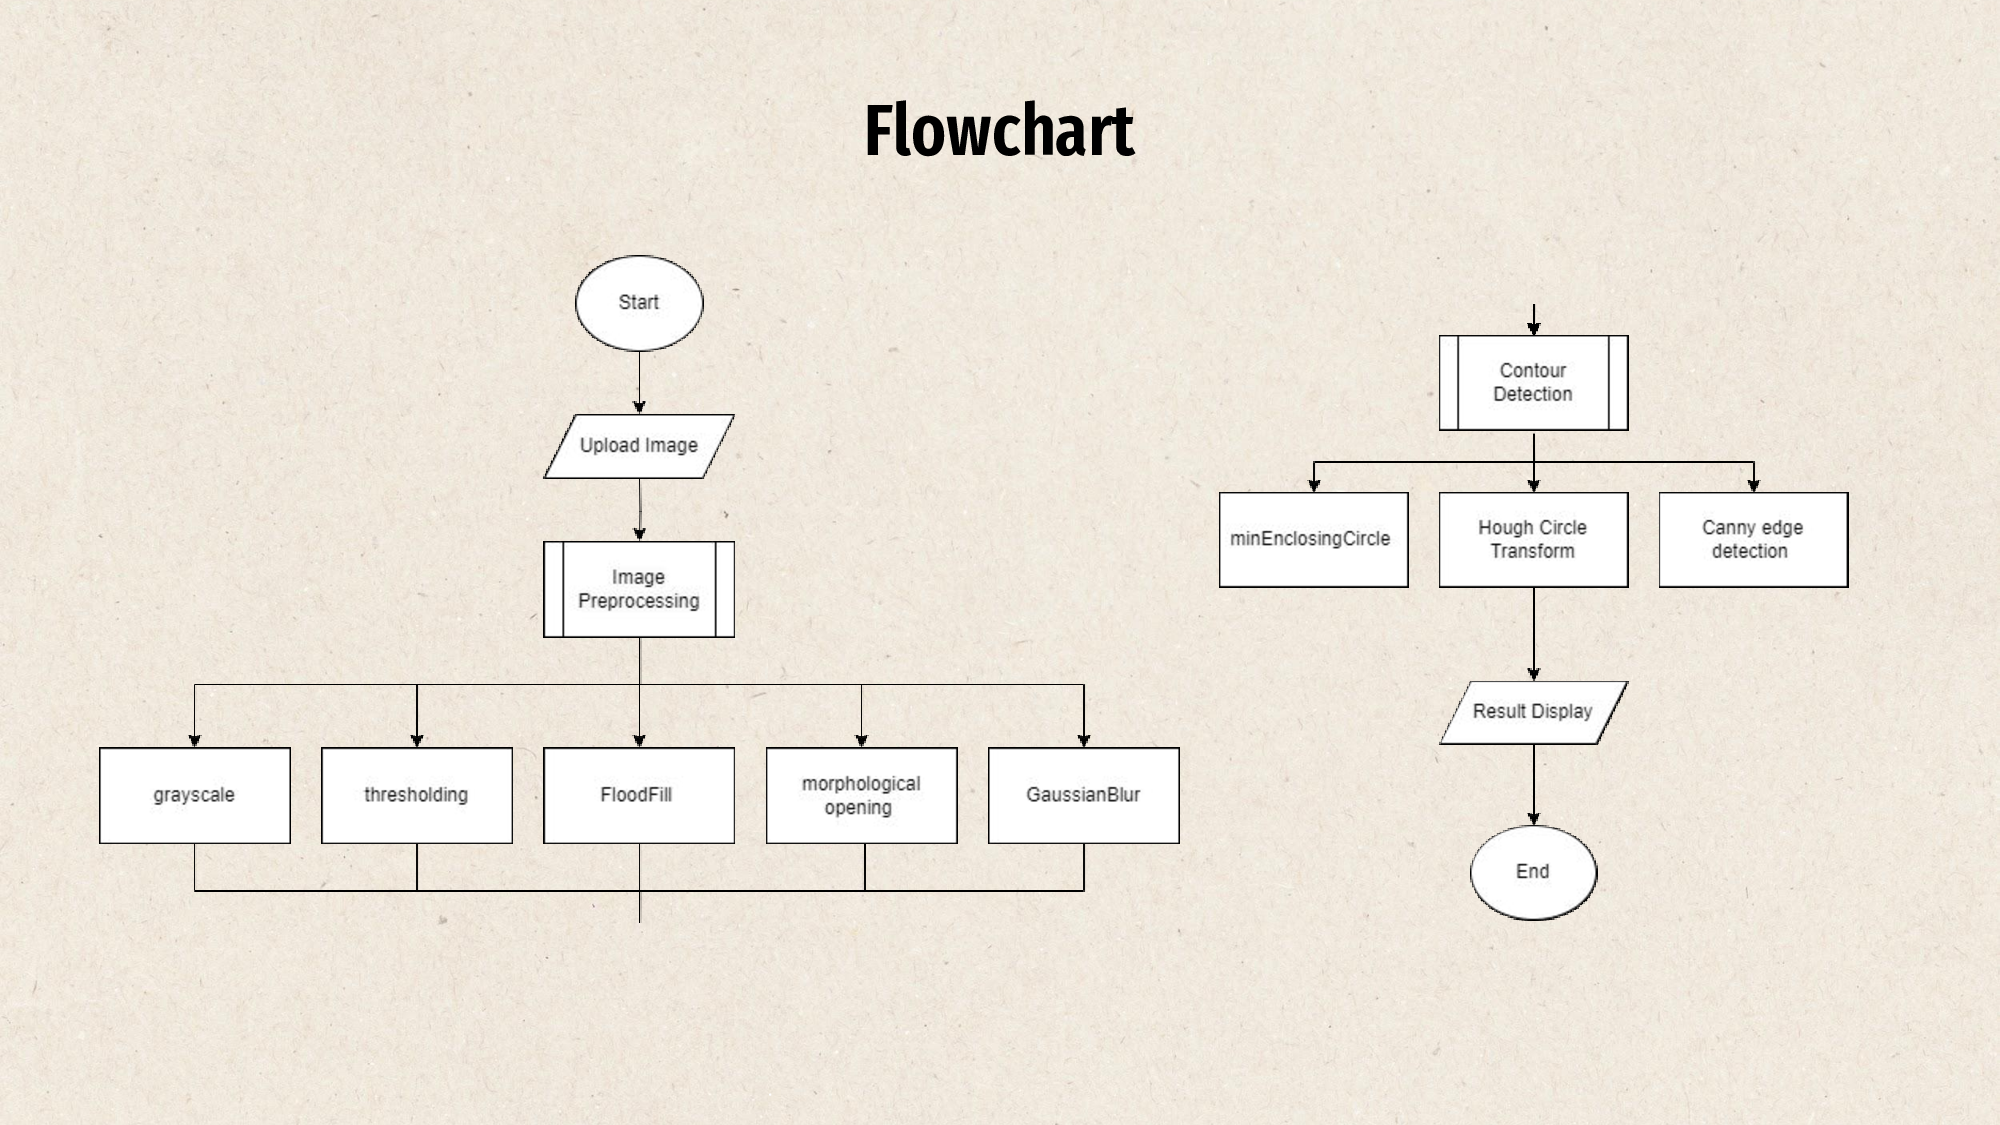 Flowchart
Start
Upload Image
Image
Preprocessing
grayscale
thresholding
FloodFill
morphological
opening
GaussianBlur
Contour
Detection
minEnclosingCircle
Hough Circle
Transform
Canny edge
detection
Result Display
End